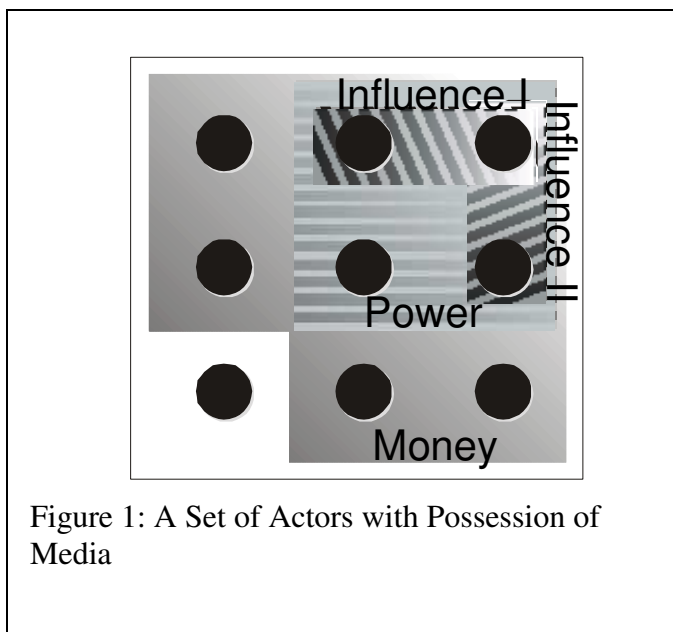 Influence I
Influence II
Power
Money
Figure 1: A Set of Actors with Possession of
Media